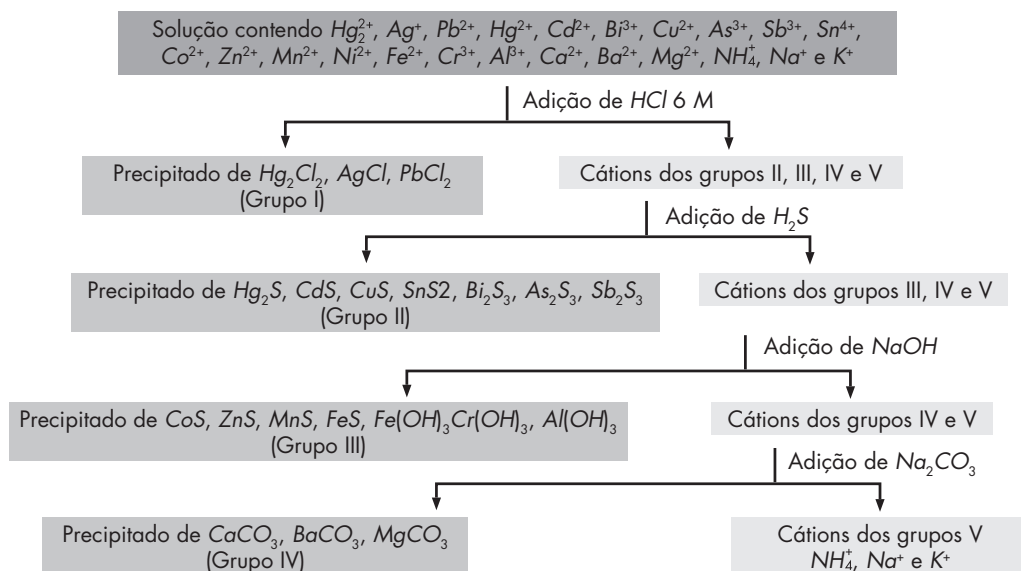 Solução contendo Hg₂²⁺, Ag⁺, Pb²⁺, Hg²⁺, Cd²⁺, Bi³⁺, Cu²⁺, As³⁺, Sb³⁺, Sn⁴⁺,
Co²⁺, Zn²⁺, Mn²⁺, Ni²⁺, Fe²⁺, Cr³⁺, Al³⁺, Ca²⁺, Ba²⁺, Mg²⁺, NH₄⁺, Na⁺ e K⁺
Adição de HCl 6 M
Precipitado de Hg₂Cl₂, AgCl, PbCl₂
(Grupo I)
Cátions dos grupos II, III, IV e V
Adição de H₂S
Precipitado de Hg₂S, CdS, CuS, SnS2, Bi₂S₃, As₂S₃, Sb₂S₃
(Grupo II)
Cátions dos grupos III, IV e V
Adição de NaOH
Precipitado de CoS, ZnS, MnS, FeS, Fe(OH)₃Cr(OH)₃, Al(OH)₃
(Grupo III)
Cátions dos grupos IV e V
Adição de Na₂CO₃
Precipitado de CaCO₃, BaCO₃, MgCO₃
(Grupo IV)
Cátions dos grupos V
NH₄⁺, Na⁺ e K⁺